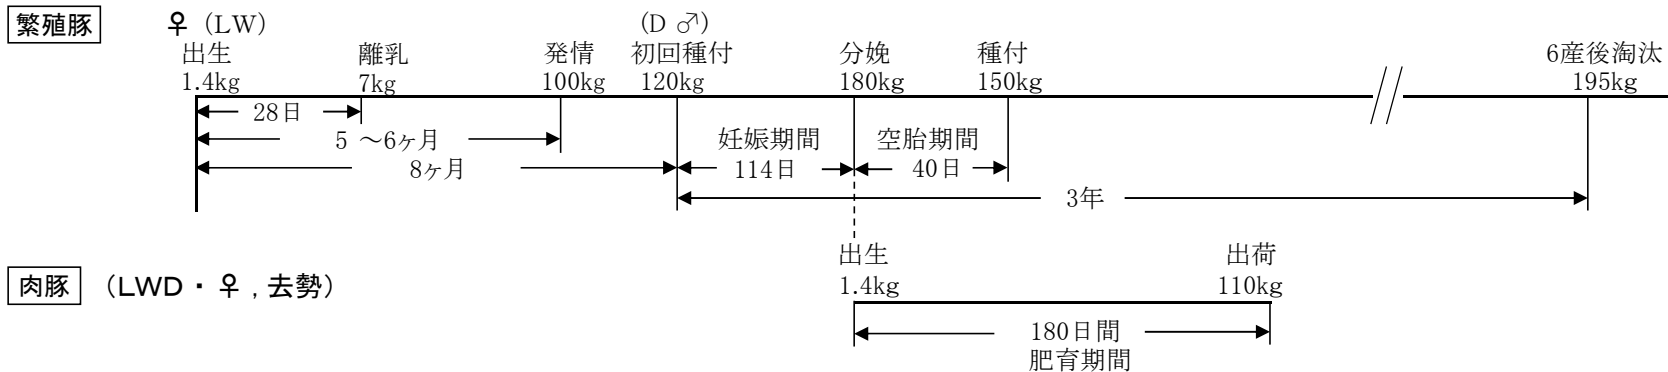 繁殖豚
♀ (LW)
(D ♂)
出生 離乳 発情 初回種付 分娩 種付 6産後淘汰
1.4kg 7kg 100kg 120kg 180kg 150kg 195kg
28日
5 ～6ヶ月 妊娠期間 空胎期間
8ヶ月 114日 40日
3年
出生 出荷
肉豚 (LWD・♀,去勢) 1.4kg 110kg
180日間
肥育期間